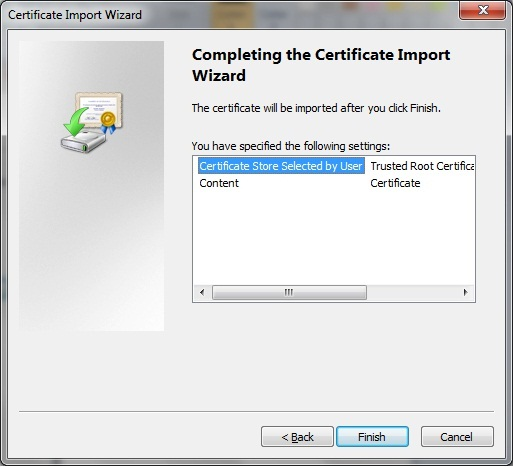 Certificate Import Wizard
Completing the Certificate Import
Wizard
The certificate will be imported after you click Finish.
You have specified the following settings:
Certificate Store Selected by User Trusted Root Certifica
Content Certificate
< Back Finish Cancel